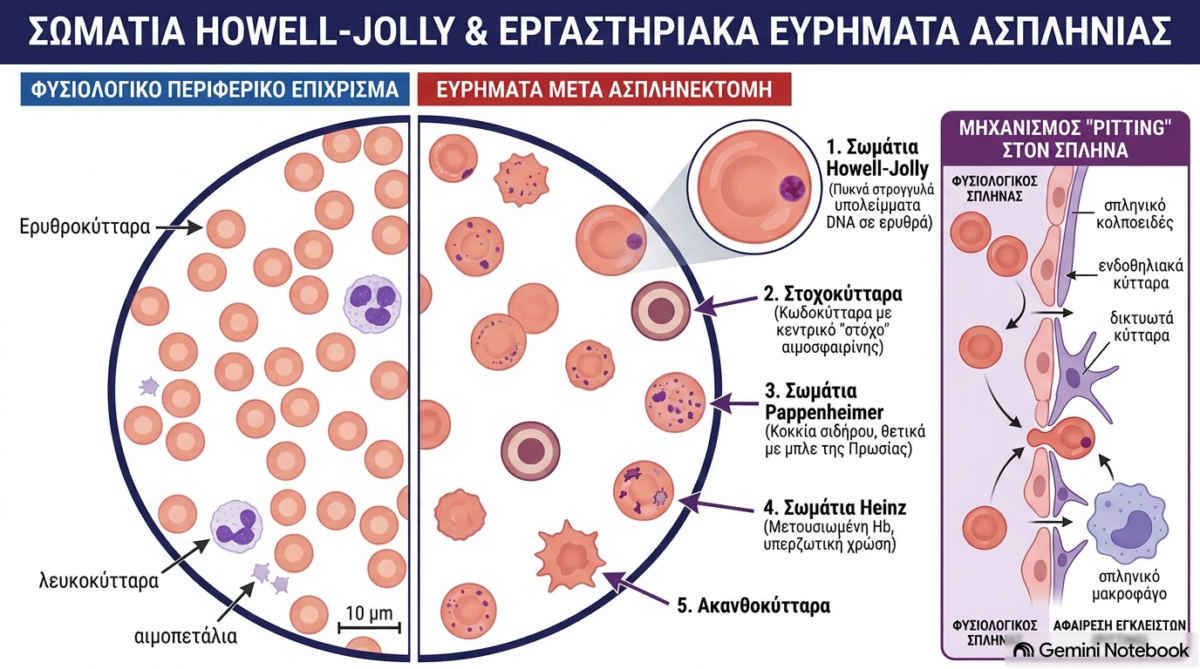 ΣΩΜΑΤΙΑ HOWELL-JOLLY & ΕΡΓΑΣΤΗΡΙΑΚΑ ΕΥΡΗΜΑΤΑ ΑΣΠΛΗΝΙΑΣ
ΦΥΣΙΟΛΟΓΙΚΟ ΠΕΡΙΦΕΡΙΚΟ ΕΠΙΧΡΙΣΜΑ
Ερυθροκύτταρα
λευκοκύτταρα
αιμοπετάλια
10 μm
ΕΥΡΗΜΑΤΑ ΜΕΤΑ ΑΣΠΛΗΝΕΚΤΟΜΗ
1. Σωμάτια
Howell-Jolly
(Πυκνά στρογγυλά
υπολείμματα
DNA σε ερυθρά)
2. Στοχοκύτταρα
(Κωδοκύτταρα με
κεντρικό "στόχο"
αιμοσφαιρίνης)
3. Σωμάτια
Pappenheimer
(Κοκκία σιδήρου, θετικά
με μπλε της Πρωσίας)
4. Σωμάτια Heinz
(Μετουσιωμένη Hb,
υπερζωτική χρώση)
5. Ακανθοκύτταρα
ΜΗΧΑΝΙΣΜΟΣ "PITTING"
ΣΤΟΝ ΣΠΛΗΝΑ
ΦΥΣΙΟΛΟΓΙΚΟΣ
ΣΠΛΗΝΑΣ
σπληνικό
κολποειδές
ενδοθηλιακά
κύτταρα
δικτυωτά
κύτταρα
σπληνικό
μακροφάγο
ΦΥΣΙΟΛΟΓΙΚΟΣ
ΣΠΛΗΝΑΣ
ΑΦΑΙΡΕΣΗ ΕΓΚΛΕΙΣΤΩΝ
Gemini Notebook